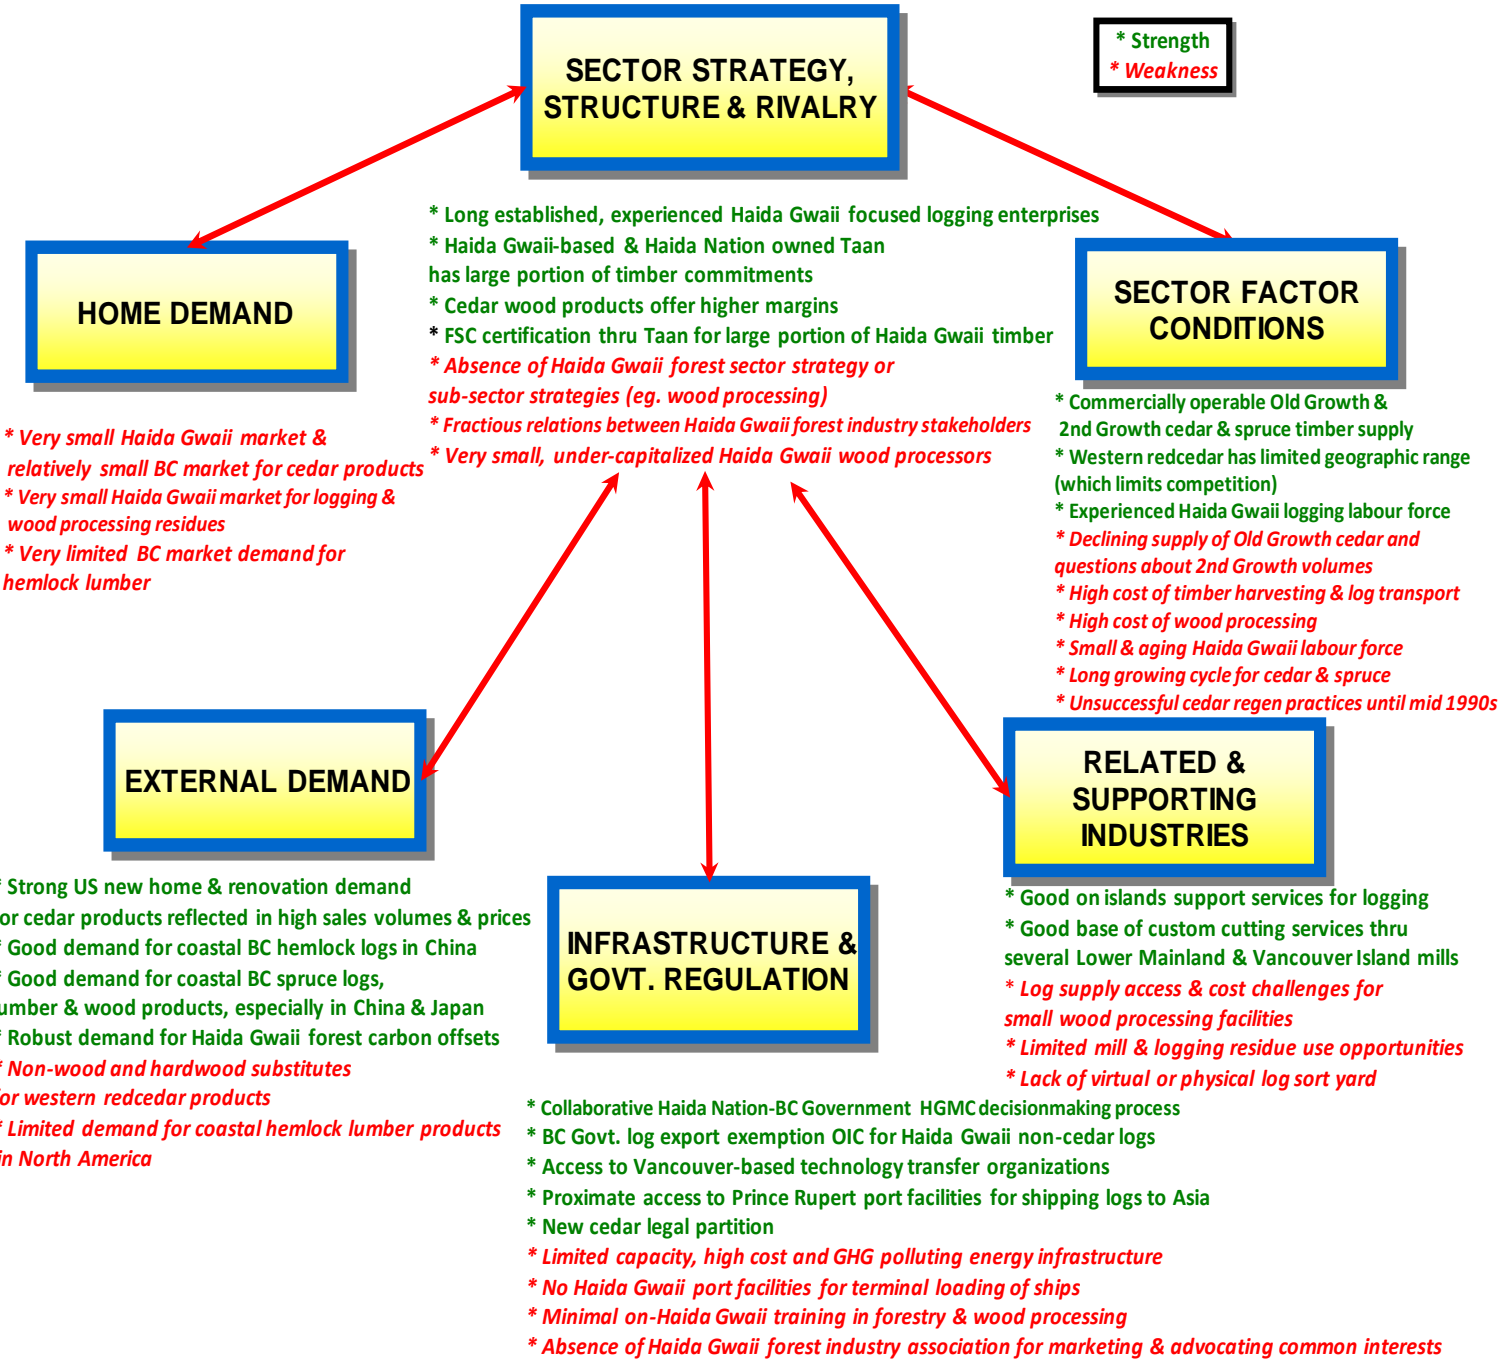 SECTOR STRATEGY,
STRUCTURE & RIVALRY
* Strength
* Weakness
* Long established, experienced Haida Gwaii focused logging enterprises
* Haida Gwaii-based & Haida Nation owned Taan
has large portion of timber commitments
* Cedar wood products offer higher margins
* FSC certification thru Taan for large portion of Haida Gwaii timber
* Absence of Haida Gwaii forest sector strategy or
sub-sector strategies (eg. wood processing)
* Fractious relations between Haida Gwaii forest industry stakeholders
* Very small, under-capitalized Haida Gwaii wood processors
HOME DEMAND
* Very small Haida Gwaii market &
relatively small BC market for cedar products
* Very small Haida Gwaii market for logging &
wood processing residues
* Very limited BC market demand for
hemlock lumber
SECTOR FACTOR
CONDITIONS
* Commercially operable Old Growth &
2nd Growth cedar & spruce timber supply
* Western redcedar has limited geographic range
(which limits competition)
* Experienced Haida Gwaii logging labour force
* Declining supply of Old Growth cedar and
questions about 2nd Growth volumes
* High cost of timber harvesting & log transport
* High cost of wood processing
* Small & aging Haida Gwaii labour force
* Long growing cycle for cedar & spruce
* Unsuccessful cedar regen practices until mid 1990s
EXTERNAL DEMAND
* Strong US new home & renovation demand
or cedar products reflected in high sales volumes & prices
* Good demand for coastal BC hemlock logs in China
* Good demand for coastal BC spruce logs,
umber & wood products, especially in China & Japan
* Robust demand for Haida Gwaii forest carbon offsets
* Non-wood and hardwood substitutes
or western redcedar products
* Limited demand for coastal hemlock lumber products
in North America
INFRASTRUCTURE &
GOVT. REGULATION
* Collaborative Haida Nation-BC Government HGMC decisionmaking process
* BC Govt. log export exemption OIC for Haida Gwaii non-cedar logs
* Access to Vancouver-based technology transfer organizations
* Proximate access to Prince Rupert port facilities for shipping logs to Asia
* New cedar legal partition
* Limited capacity, high cost and GHG polluting energy infrastructure
* No Haida Gwaii port facilities for terminal loading of ships
* Minimal on-Haida Gwaii training in forestry & wood processing
* Absence of Haida Gwaii forest industry association for marketing & advocating common interests
RELATED &
SUPPORTING
INDUSTRIES
* Good on islands support services for logging
* Good base of custom cutting services thru
several Lower Mainland & Vancouver Island mills
* Log supply access & cost challenges for
small wood processing facilities
* Limited mill & logging residue use opportunities
* Lack of virtual or physical log sort yard